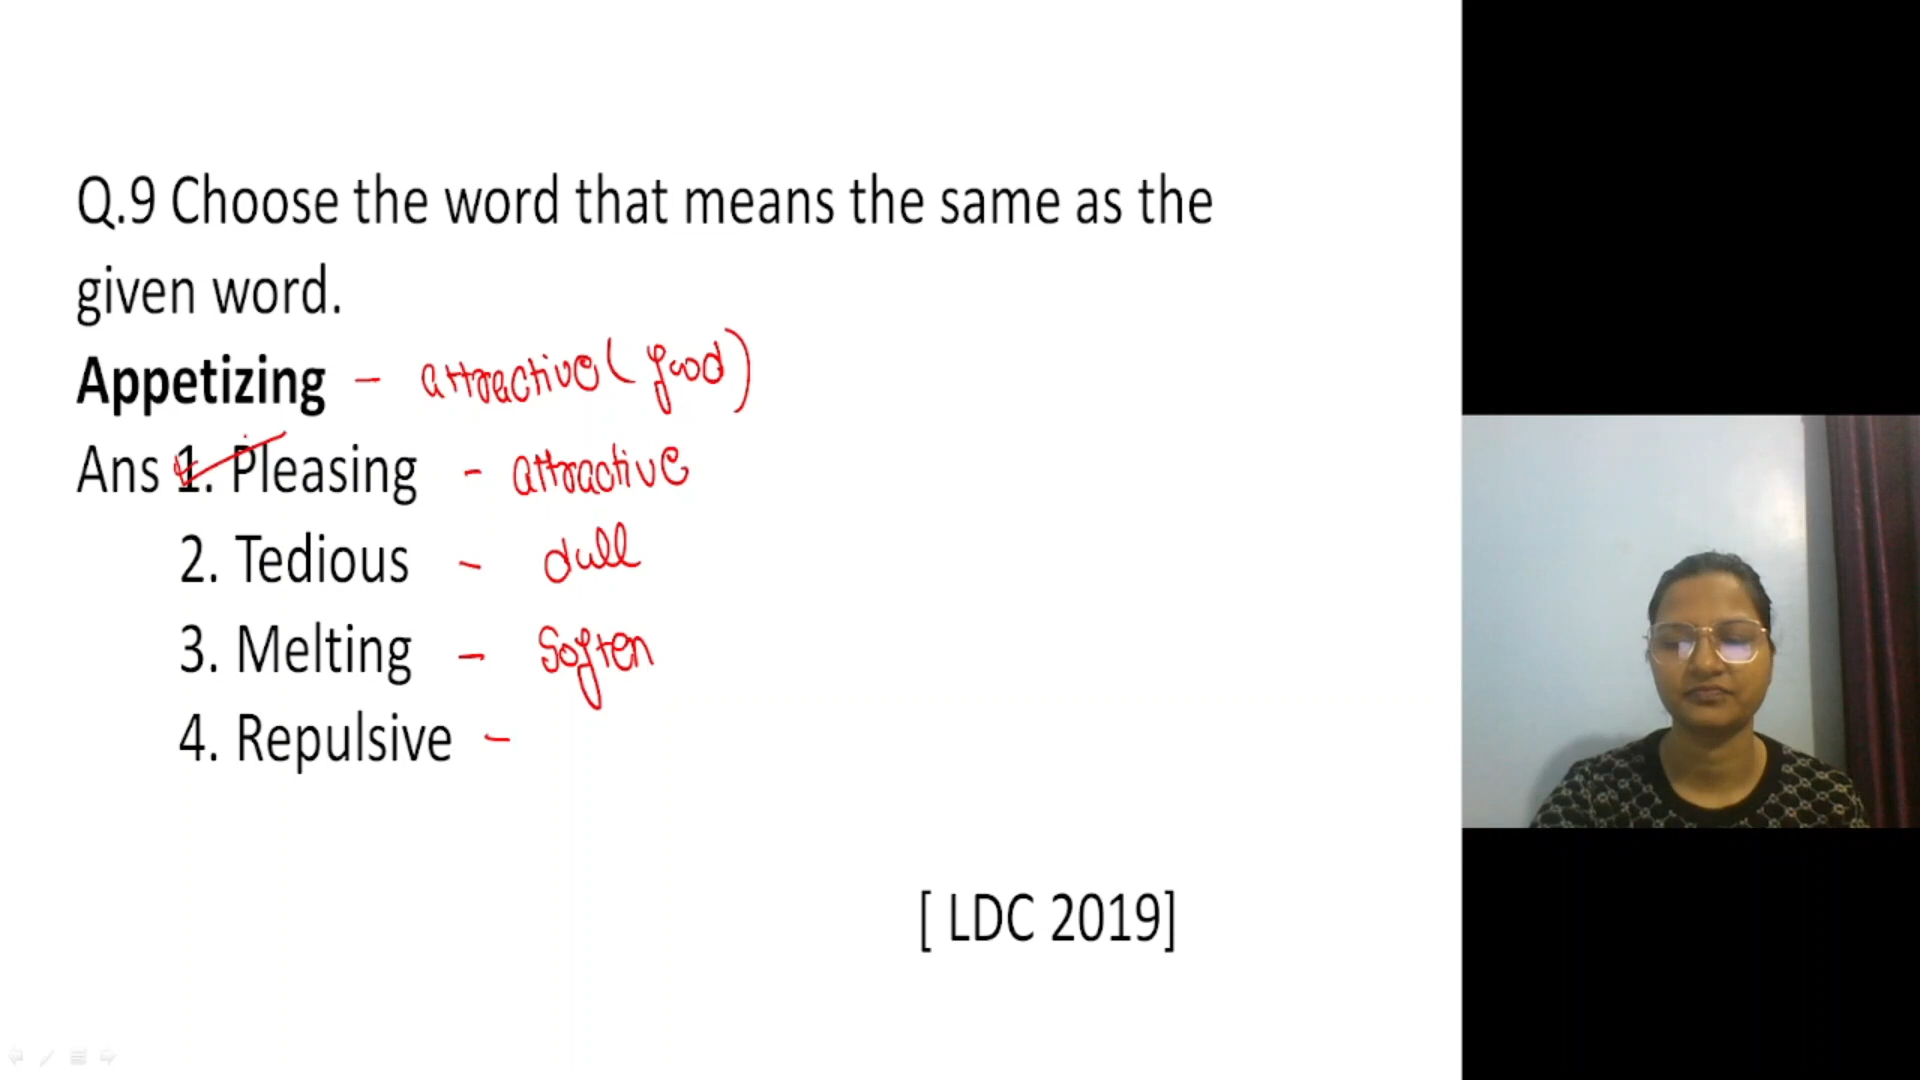 Q.9 Choose the word that means the same as the
given word.
Appetizing – attractive (food)
Ans 1. Pleasing - attractive
2. Tedious - dull
3. Melting - Soften
4. Repulsive -
[ LDC 2019]